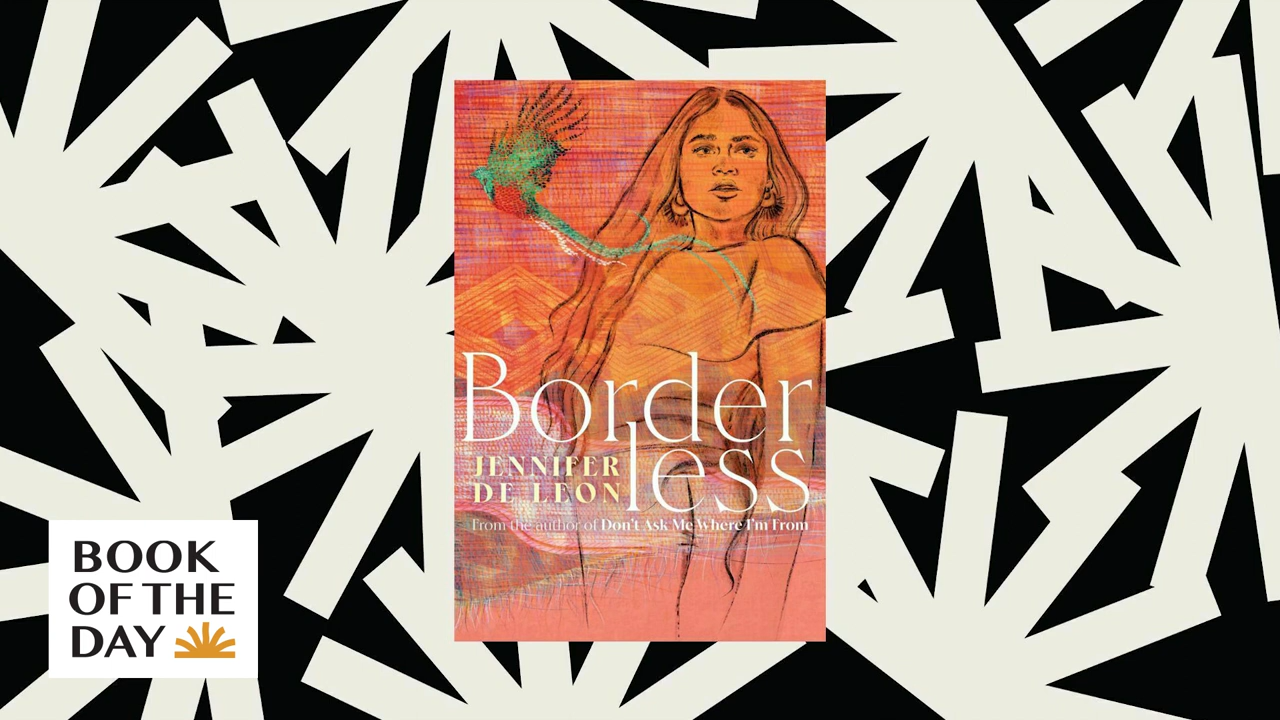 Border
less
JENNIFER
DE LEON
From the author of Don't Ask Me Where I'm From
BOOK
OF THE
DAY